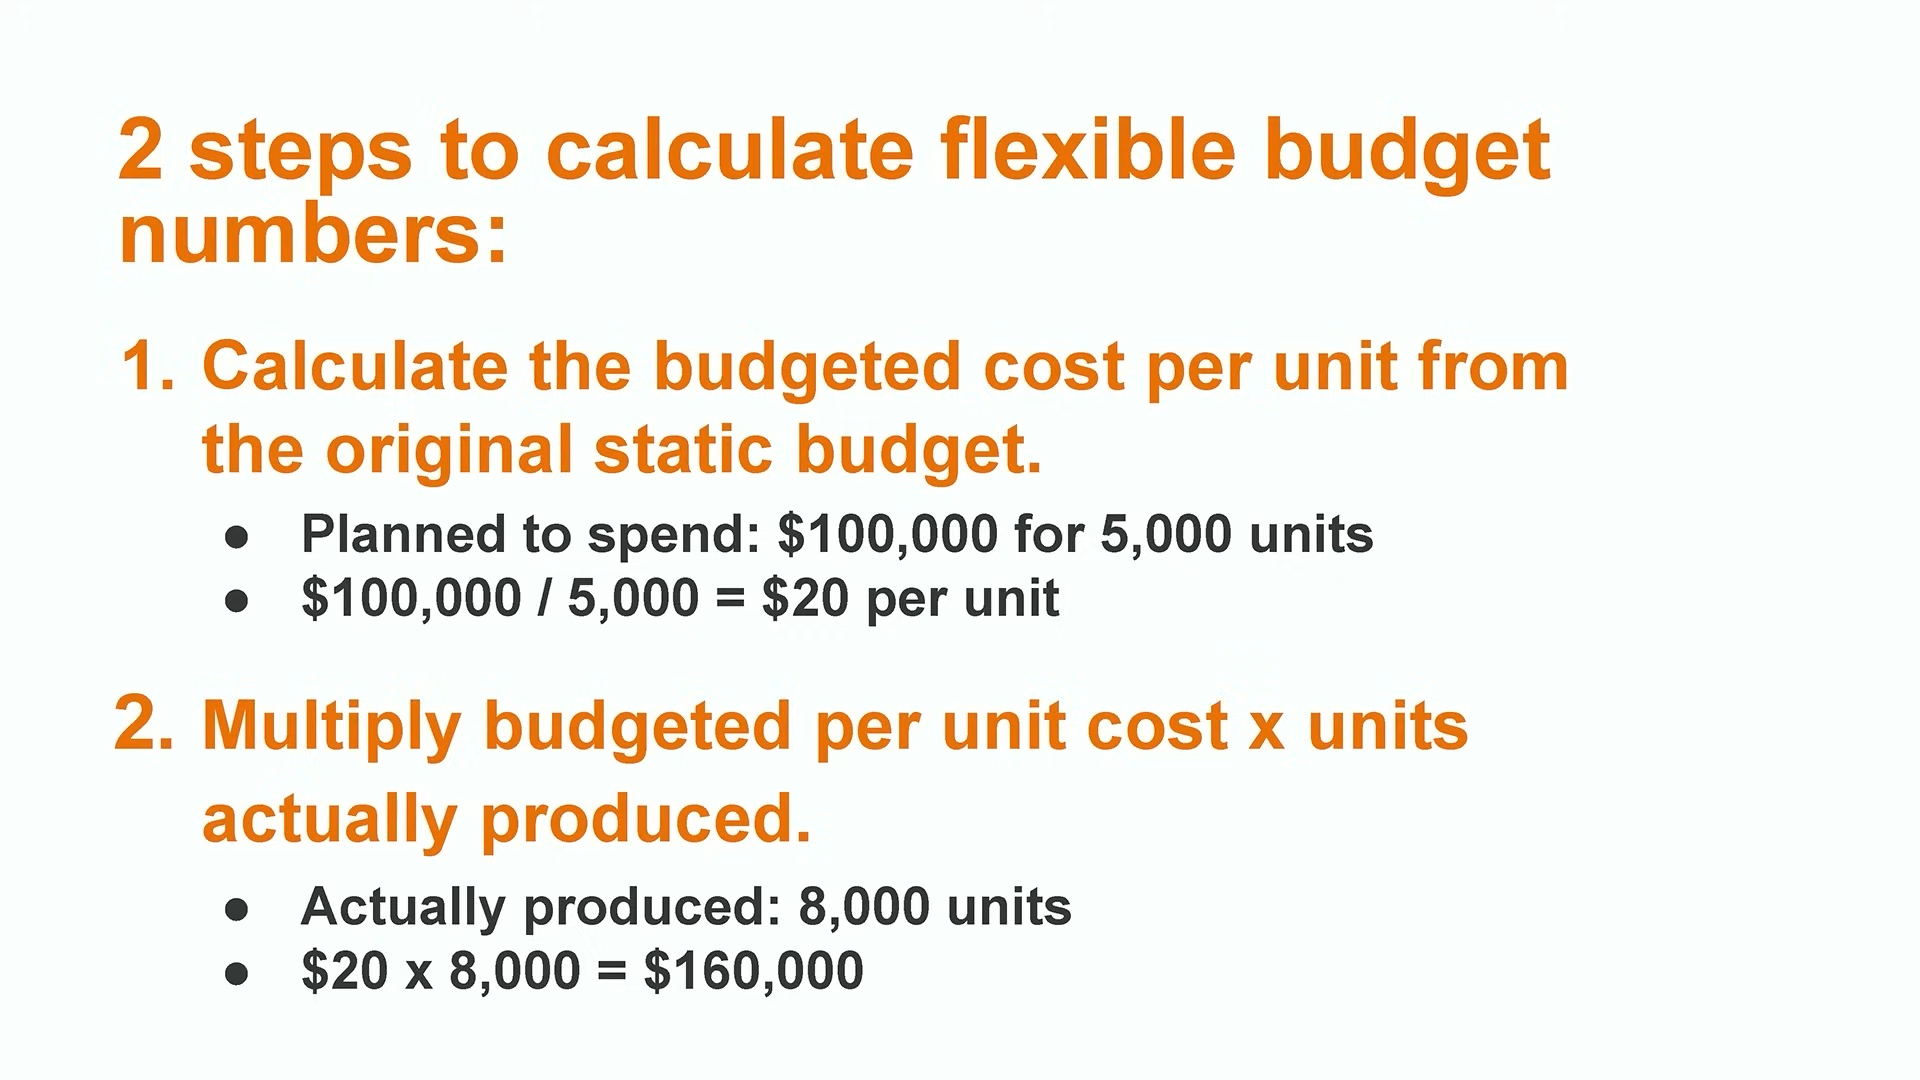 2 steps to calculate flexible budget
numbers:
1. Calculate the budgeted cost per unit from
the original static budget.
● Planned to spend: $100,000 for 5,000 units
● $100,000 / 5,000 = $20 per unit
2. Multiply budgeted per unit cost x units
actually produced.
● Actually produced: 8,000 units
● $20 x 8,000 = $160,000